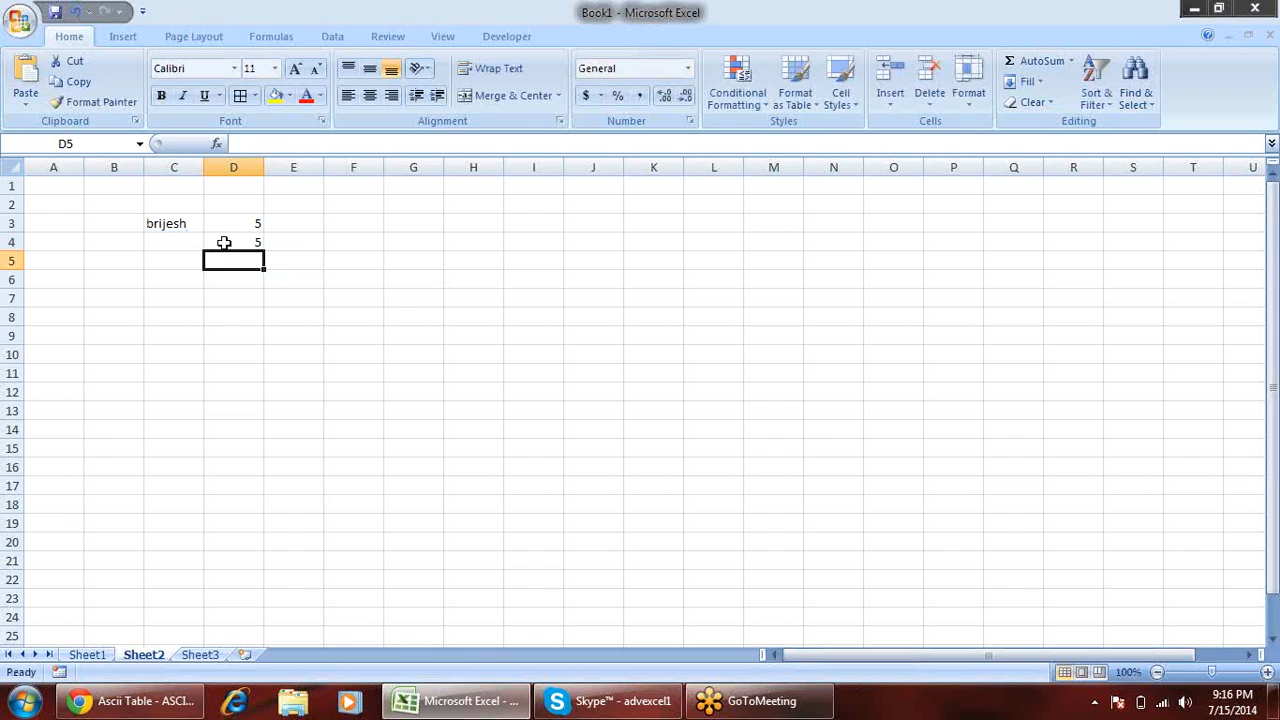 Book1 - Microsoft Excel
Home Insert Page Layout Formulas Data Review View Developer
Paste
Cut
Copy
Format Painter
Clipboard
Calibri 11
B I U
Font
Wrap Text
Merge & Center
Alignment
General
$ % ,
Number
Conditional Formatting
Format as Table
Cell Styles
Styles
Insert Delete Format
Cells
Σ AutoSum
Fill
Clear
Sort & Filter
Find & Select
Editing
D5 fx
A B C D E F G H I J K L M N O P Q R S T U
1
2
3 brijesh 5
4 5
5
6
7
8
9
10
11
12
13
14
15
16
17
18
19
20
21
22
23
24
25
Sheet1 Sheet2 Sheet3
Ready 100%
Ascii Table - ASCI... Microsoft Excel - ... Skype™ - advexcel1 GoToMeeting 9:16 PM
7/15/2014